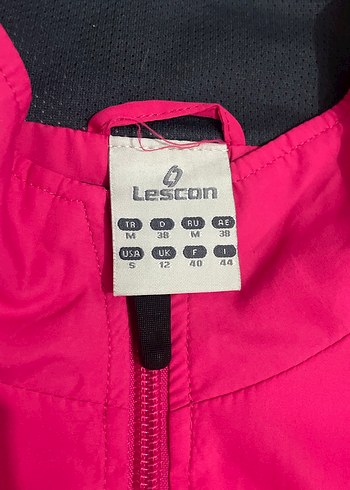 Lescon
TR D RU AE
M 38 M 38
USA UK F I
S 12 40 44